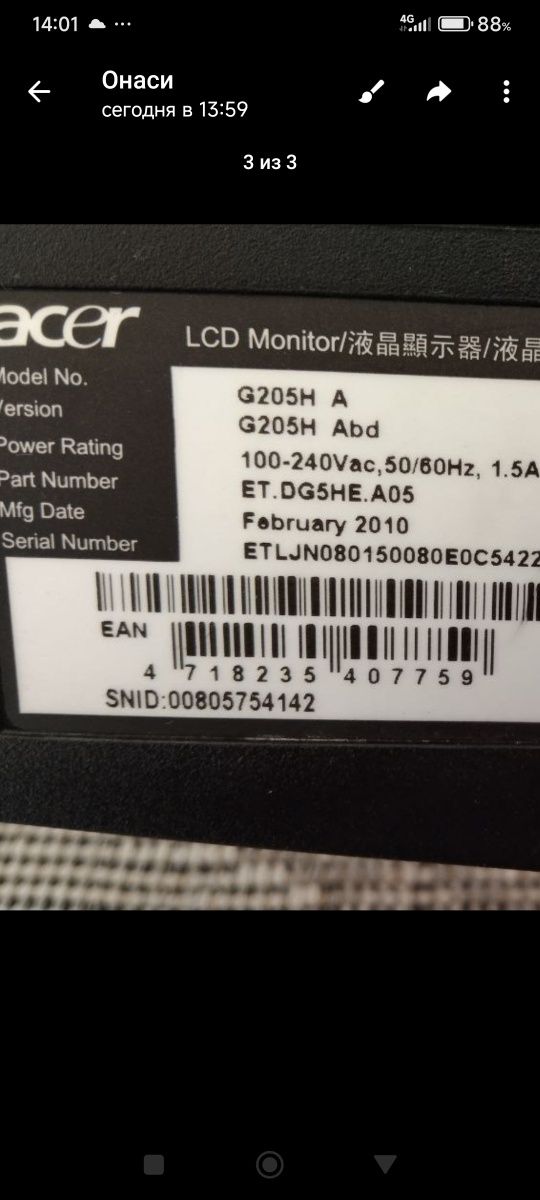 14:01 ... 4G 88%
Онаси
сегодня в 13:59
3 из 3
acer
LCD Monitor/液晶顯示器/液晶
Model No. G205H A
Version G205H Abd
Power Rating 100-240Vac,50/60Hz, 1.5A
Part Number ET.DG5HE.A05
Mfg Date February 2010
Serial Number ETLJN080150080E0C5422
EAN
4 718235 407759
SNID:00805754142